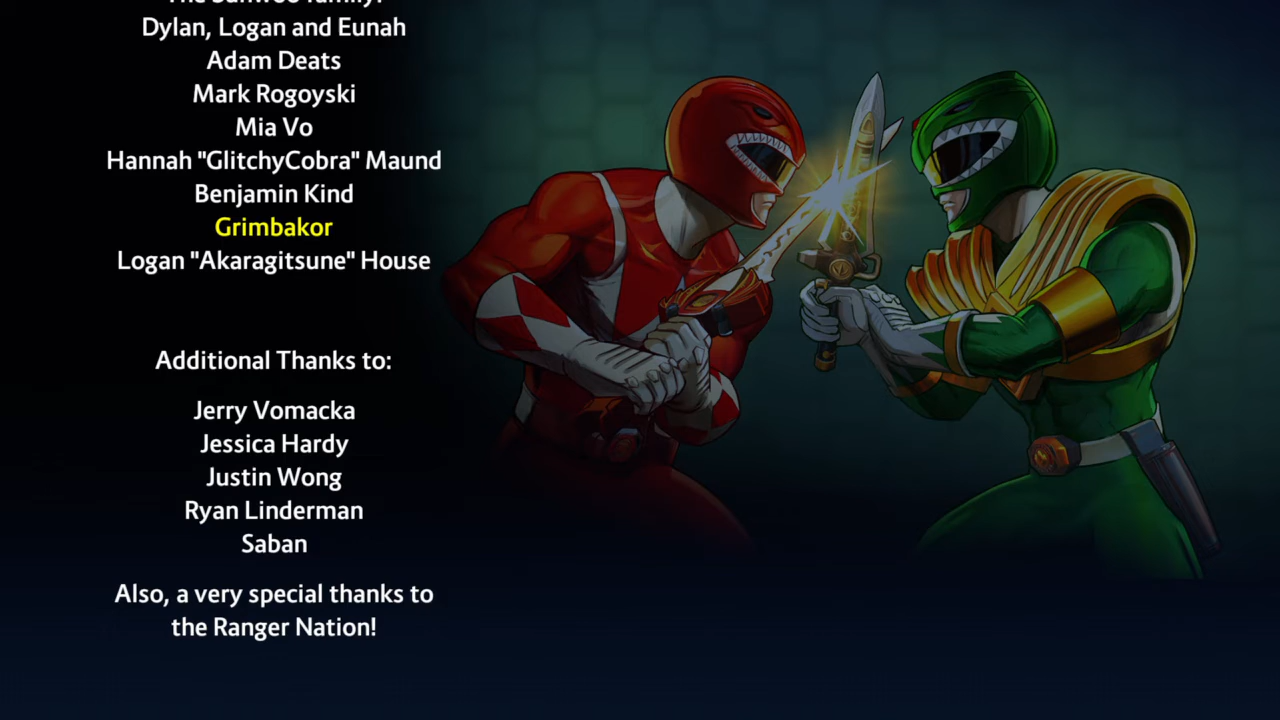 Dylan, Logan and Eunah
Adam Deats
Mark Rogoyski
Mia Vo
Hannah "GlitchyCobra" Maund
Benjamin Kind
Grimbakor
Logan "Akaragitsune" House
Additional Thanks to:
Jerry Vomacka
Jessica Hardy
Justin Wong
Ryan Linderman
Saban
Also, a very special thanks to
the Ranger Nation!